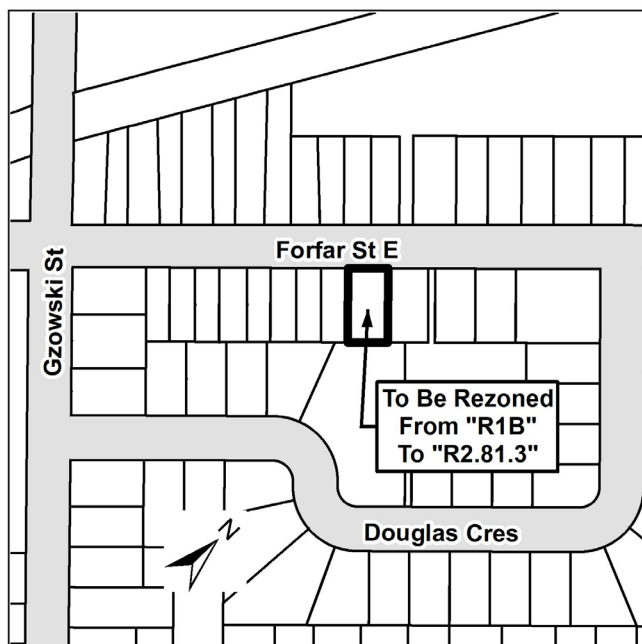 Forfar St E
Gzowski St
To Be Rezoned
From "R1B"
To "R2.81.3"
Douglas Cres
N